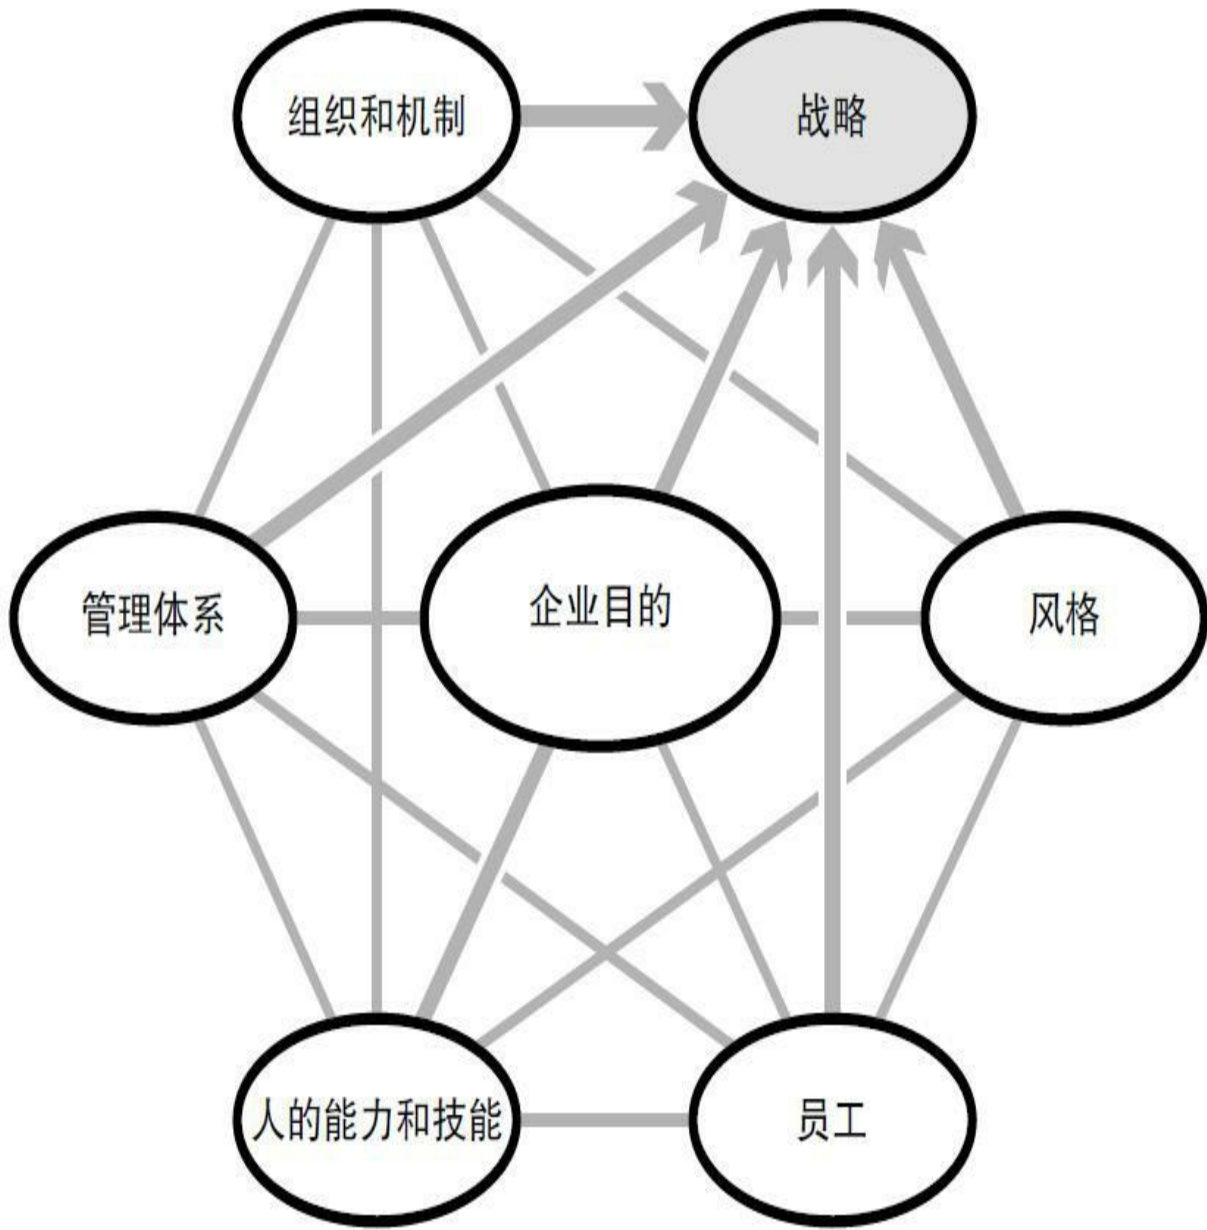 组织和机制
战略
管理体系
企业目的
风格
人的能力和技能
员工